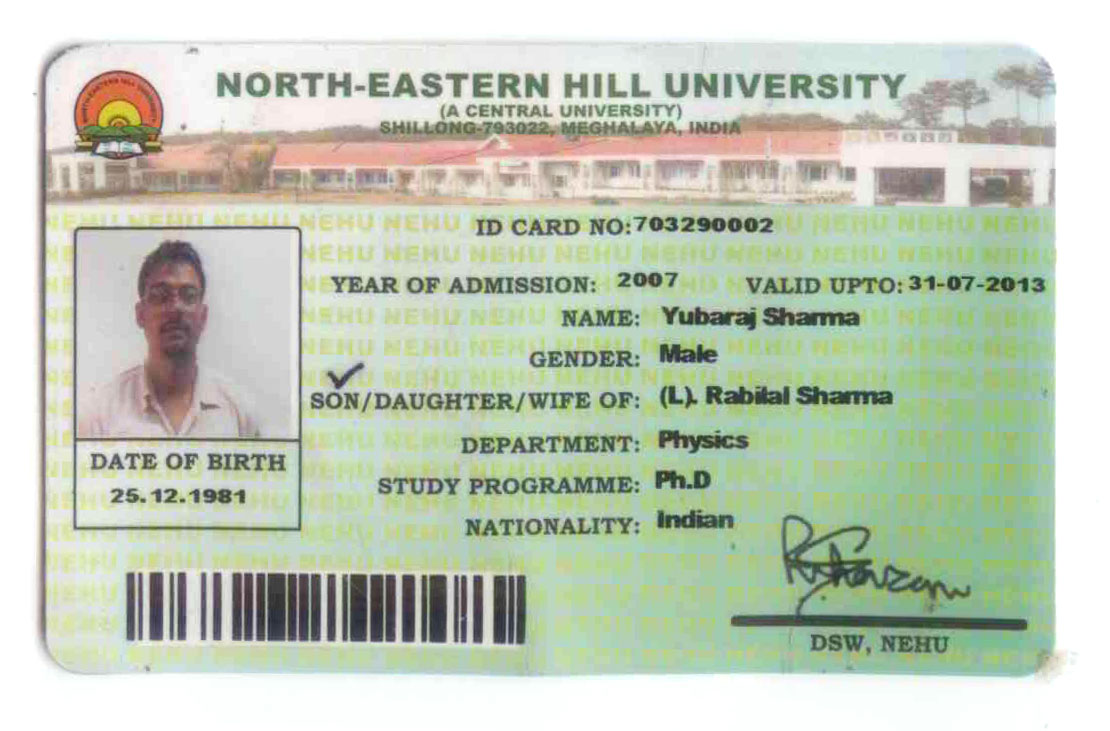 NORTH-EASTERN HILL UNIVERSITY
(A CENTRAL UNIVERSITY)
SHILLONG-793022, MEGHALAYA, INDIA
ID CARD NO: 703290002
YEAR OF ADMISSION: 2007 VALID UPTO: 31-07-2013
NAME: Yubaraj Sharma
GENDER: Male
SON/DAUGHTER/WIFE OF: (L). Rabilal Sharma
DEPARTMENT: Physics
STUDY PROGRAMME: Ph.D
NATIONALITY: Indian
DATE OF BIRTH
25.12.1981
DSW, NEHU